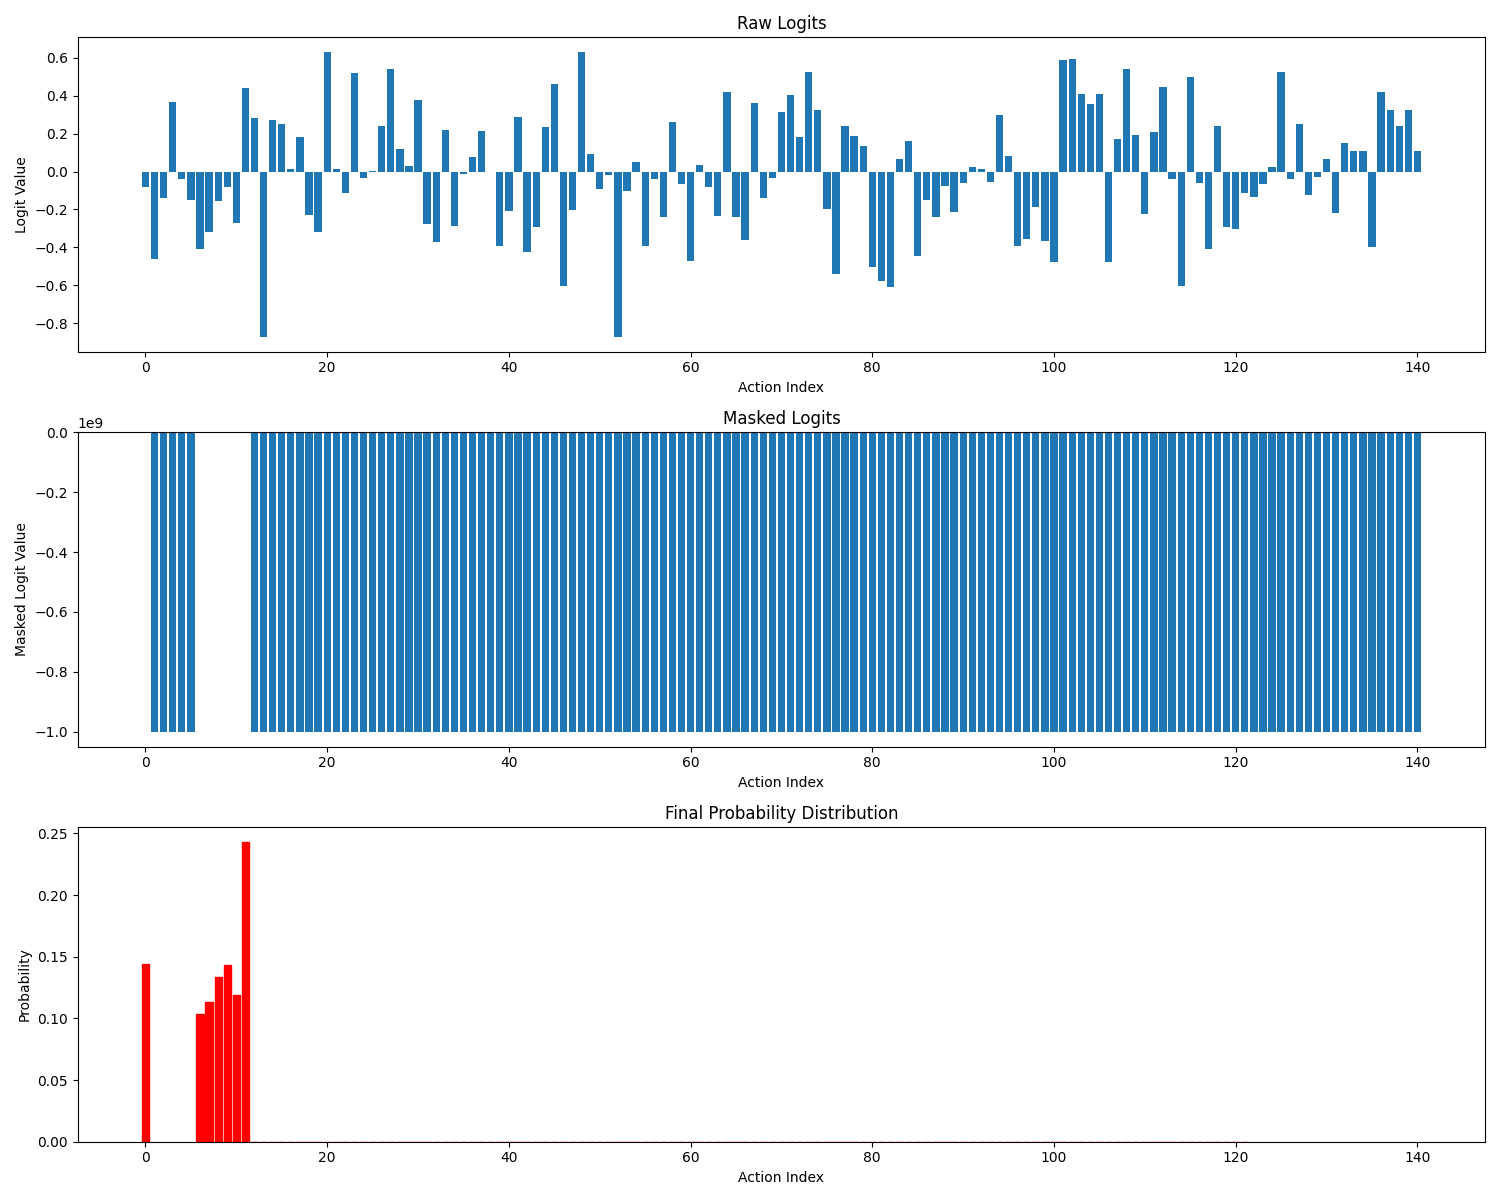 Raw Logits
Logit Value
0.6
0.4
0.2
0.0
−0.2
−0.4
−0.6
−0.8
0 20 40 60 80 100 120 140
Action Index
Masked Logits
1e9
Masked Logit Value
0.0
−0.2
−0.4
−0.6
−0.8
−1.0
0 20 40 60 80 100 120 140
Action Index
Final Probability Distribution
Probability
0.25
0.20
0.15
0.10
0.05
0.00
0 20 40 60 80 100 120 140
Action Index